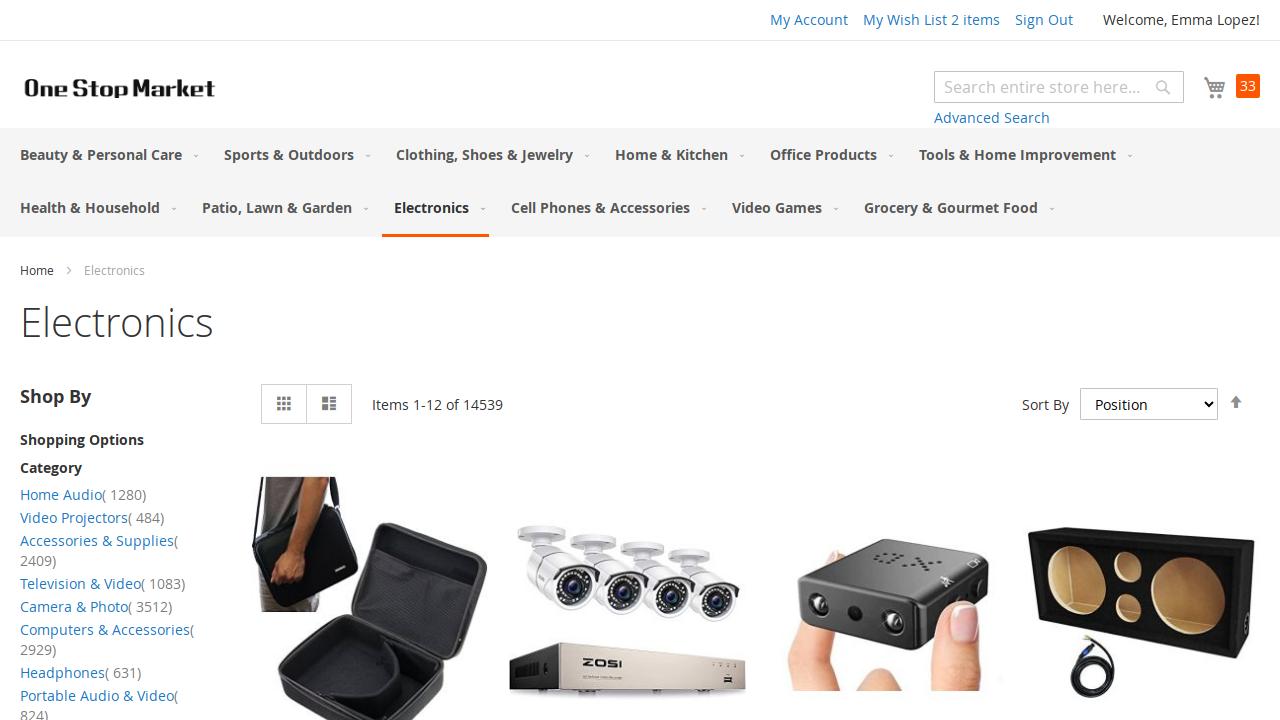 My Account My Wish List 2 items Sign Out Welcome, Emma Lopez!
One Stop Market
Search entire store here...
33
Advanced Search
Beauty & Personal Care Sports & Outdoors Clothing, Shoes & Jewelry Home & Kitchen Office Products Tools & Home Improvement
Health & Household Patio, Lawn & Garden Electronics Cell Phones & Accessories Video Games Grocery & Gourmet Food
Home Electronics
Electronics
Shop By
Items 1-12 of 14539
Sort By Position
Shopping Options
Category
Home Audio( 1280)
Video Projectors( 484)
Accessories & Supplies(
2409)
Television & Video( 1083)
Camera & Photo( 3512)
Computers & Accessories(
2929)
Headphones( 631)
Portable Audio & Video(
824)
ZOSI